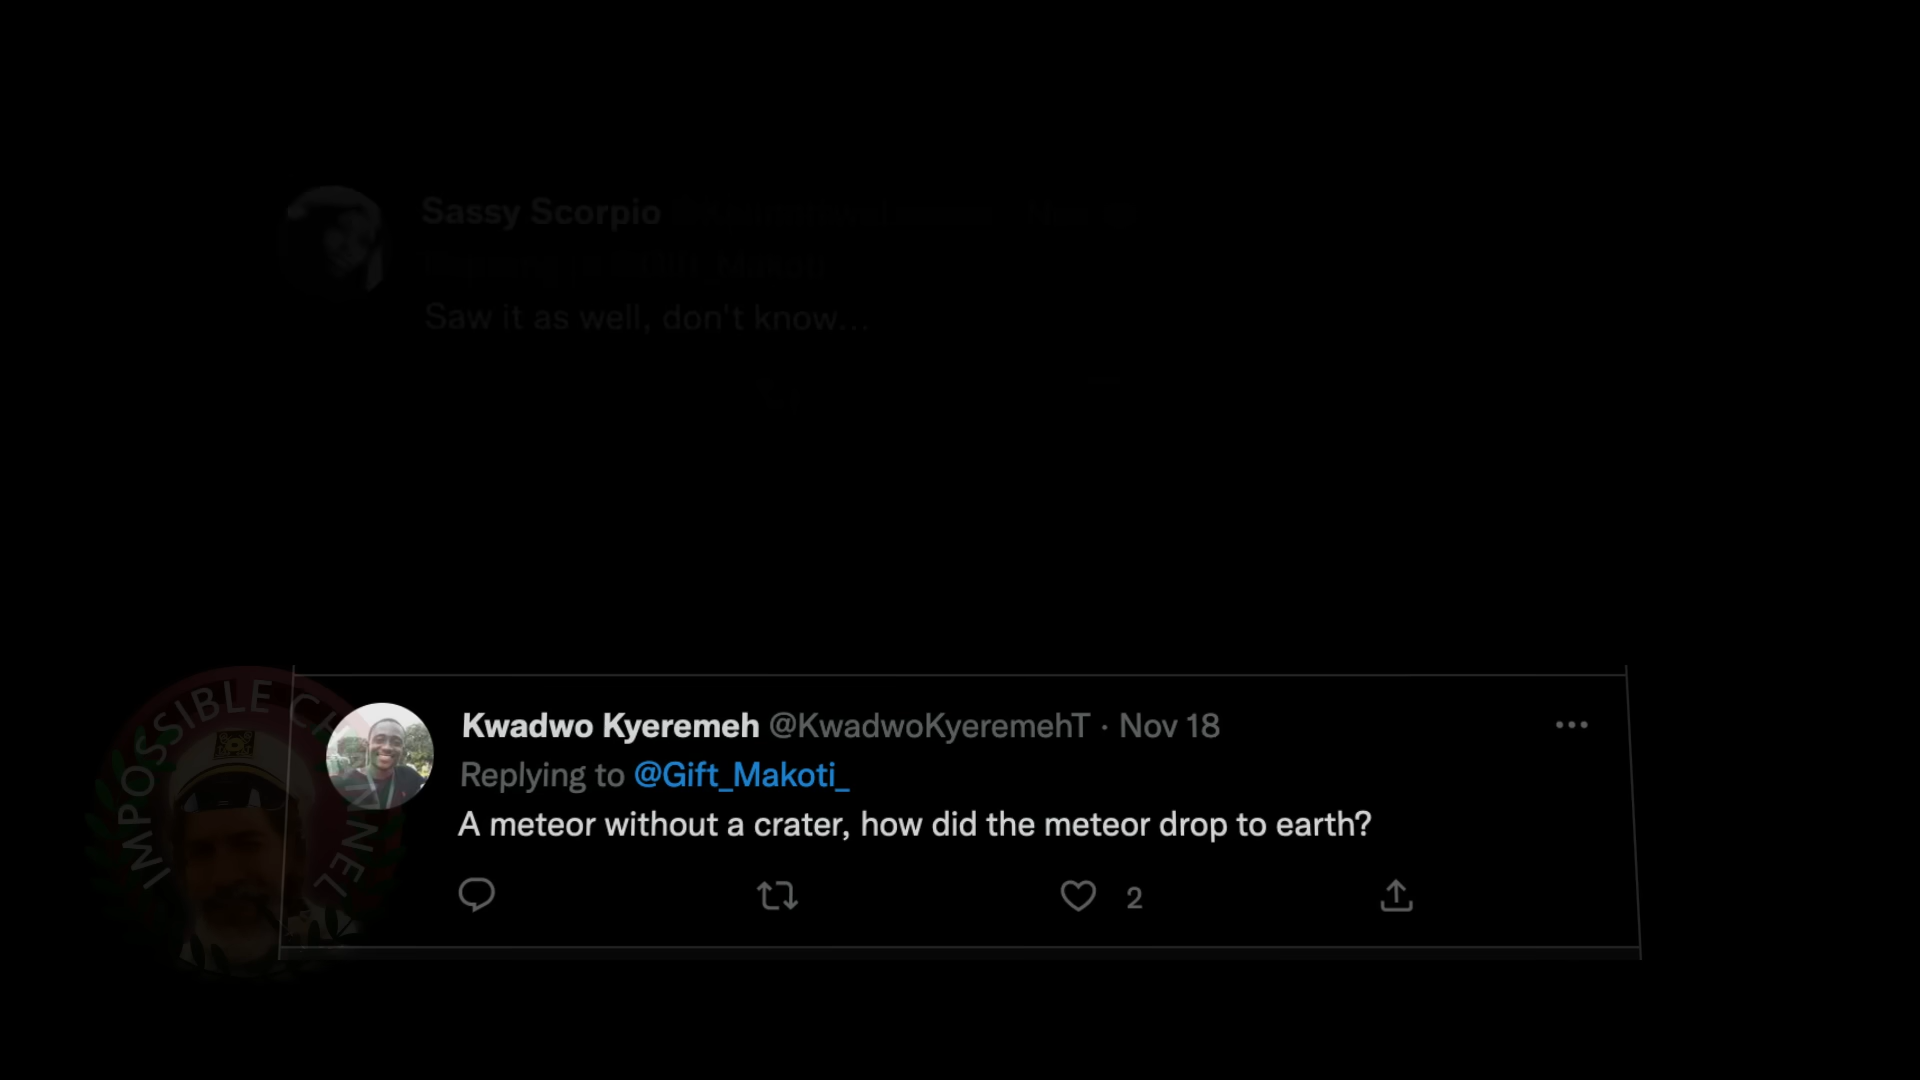 Sassy Scorpio
Saw it as well, don't know...
IMPOSSIBLE CHANNEL
Kwadwo Kyeremeh @KwadwoKyeremehT · Nov 18
Replying to @Gift_Makoti_
A meteor without a crater, how did the meteor drop to earth?
2